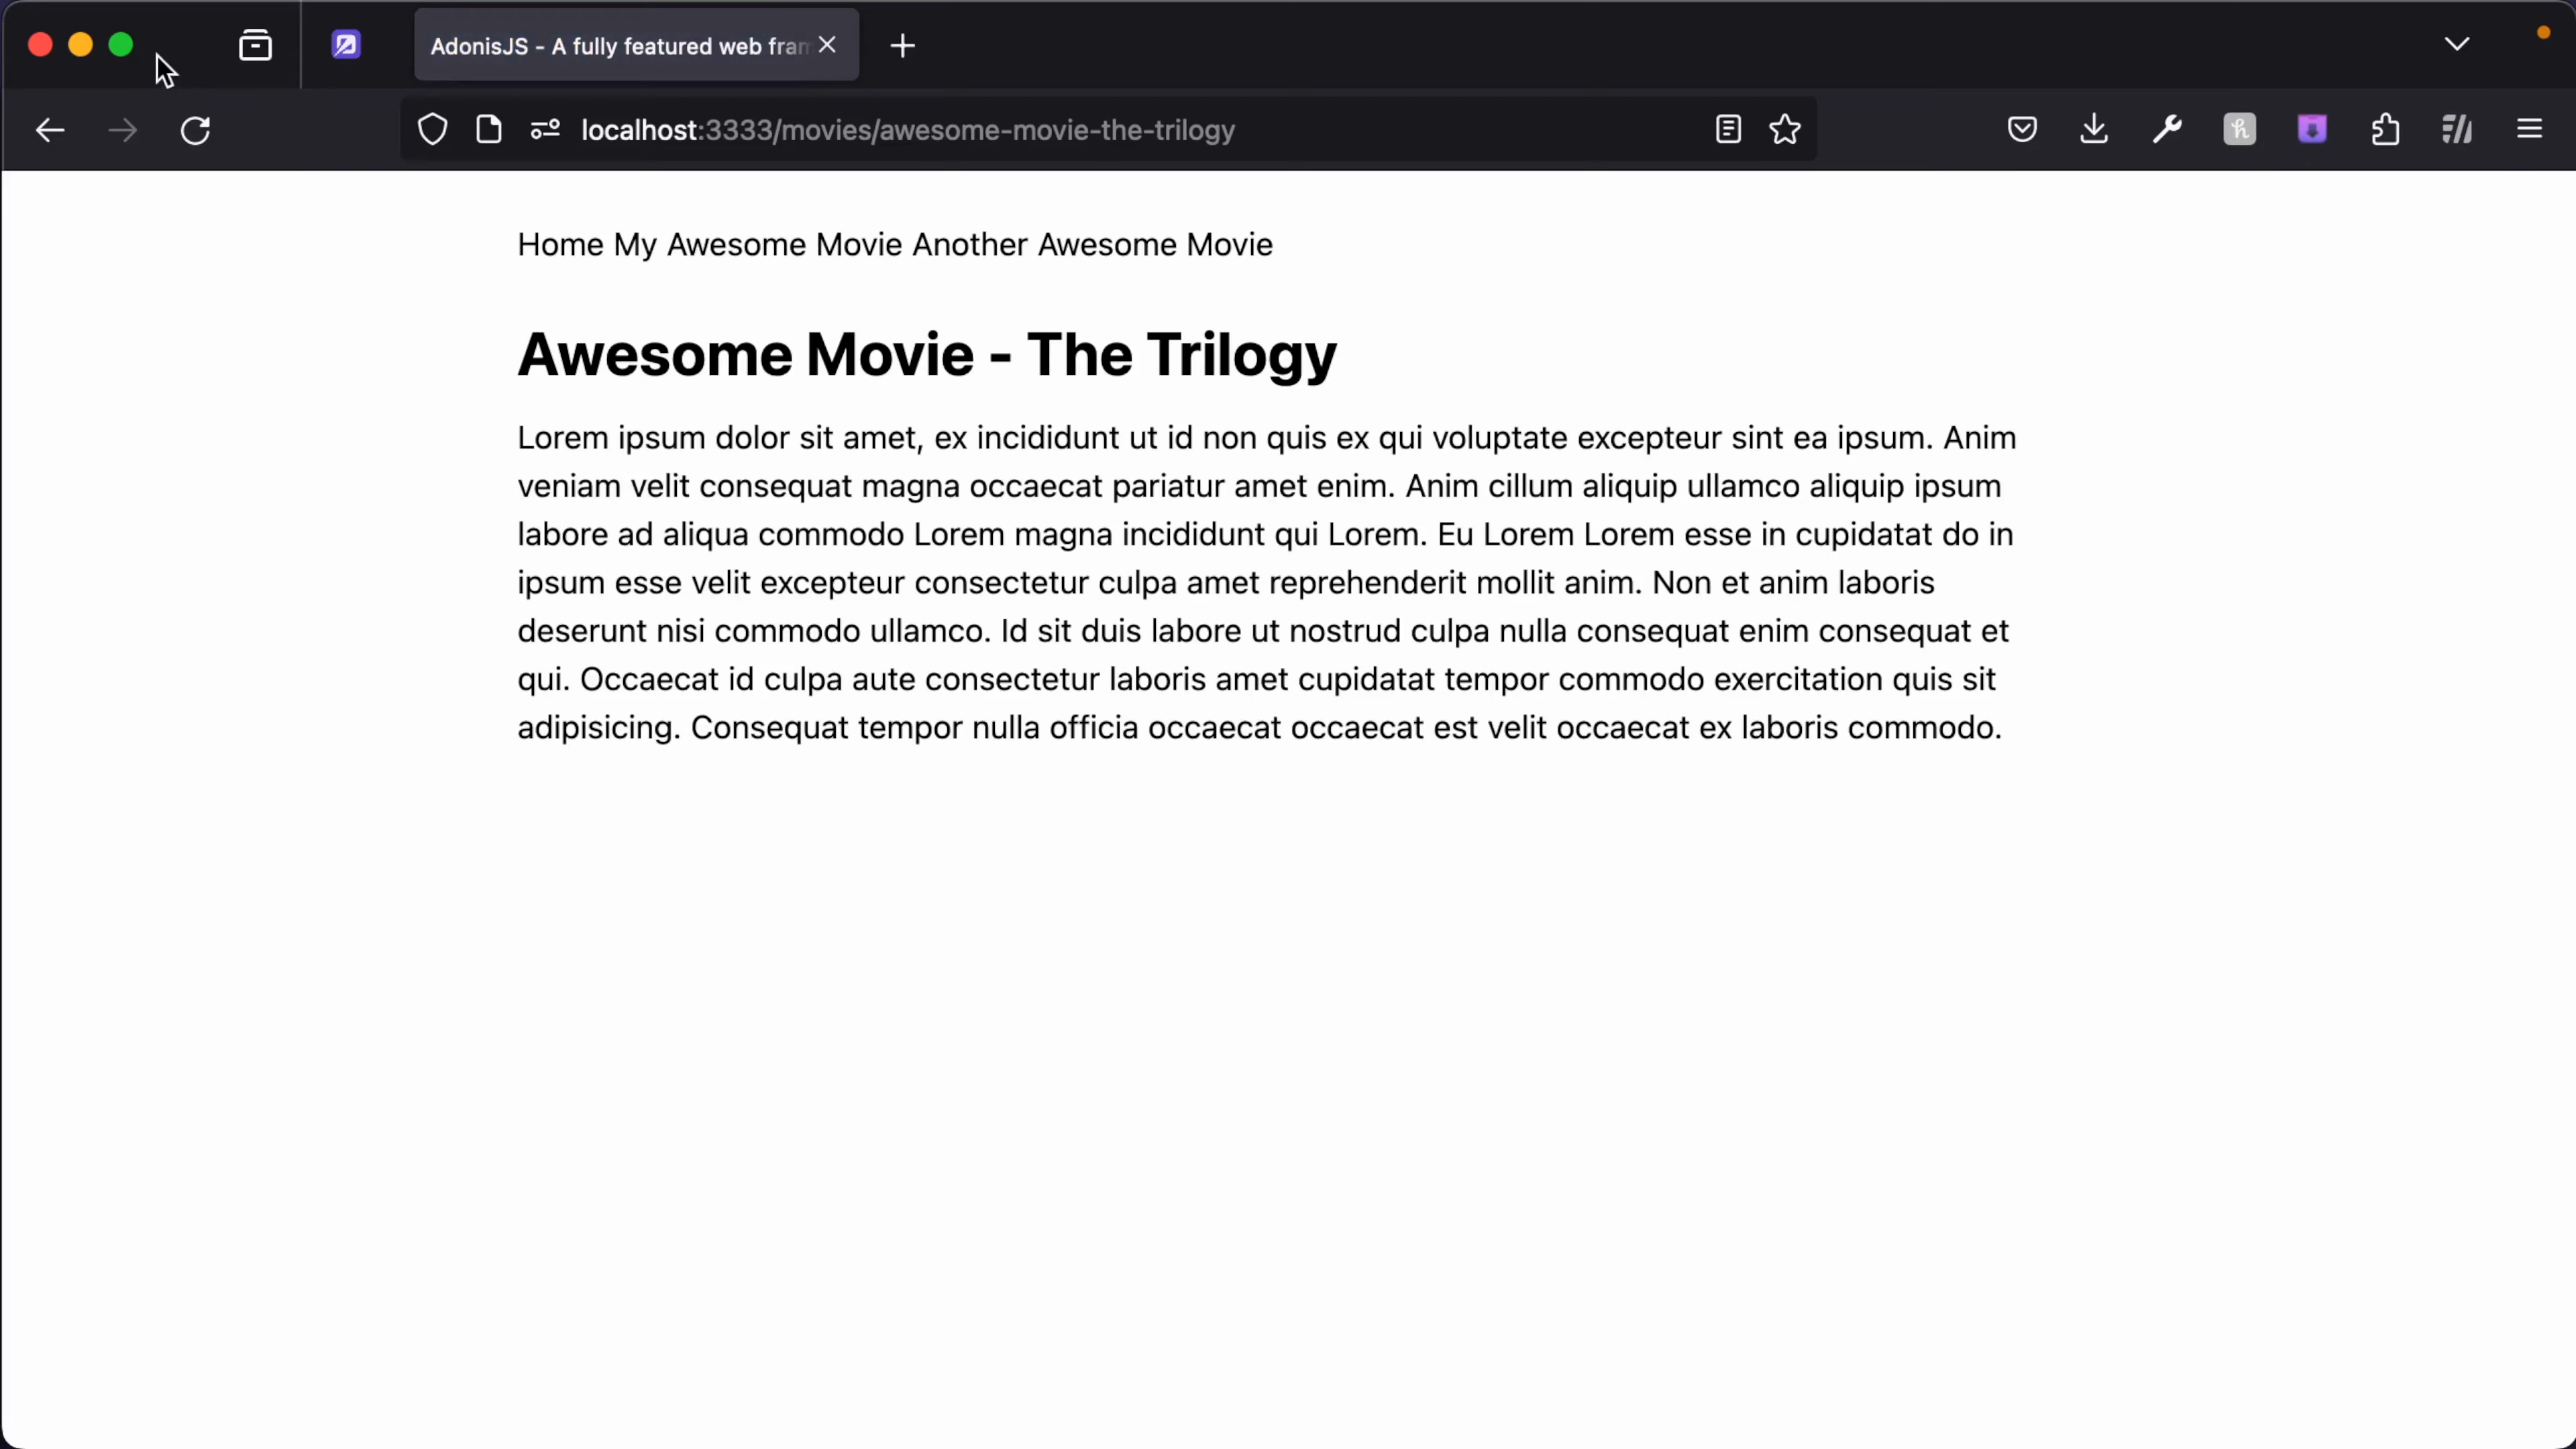 AdonisJS - A fully featured web fram
localhost:3333/movies/awesome-movie-the-trilogy
Home My Awesome Movie Another Awesome Movie
Awesome Movie - The Trilogy
Lorem ipsum dolor sit amet, ex incididunt ut id non quis ex qui voluptate excepteur sint ea ipsum. Anim
veniam velit consequat magna occaecat pariatur amet enim. Anim cillum aliquip ullamco aliquip ipsum
labore ad aliqua commodo Lorem magna incididunt qui Lorem. Eu Lorem Lorem esse in cupidatat do in
ipsum esse velit excepteur consectetur culpa amet reprehenderit mollit anim. Non et anim laboris
deserunt nisi commodo ullamco. Id sit duis labore ut nostrud culpa nulla consequat enim consequat et
qui. Occaecat id culpa aute consectetur laboris amet cupidatat tempor commodo exercitation quis sit
adipisicing. Consequat tempor nulla officia occaecat occaecat est velit occaecat ex laboris commodo.